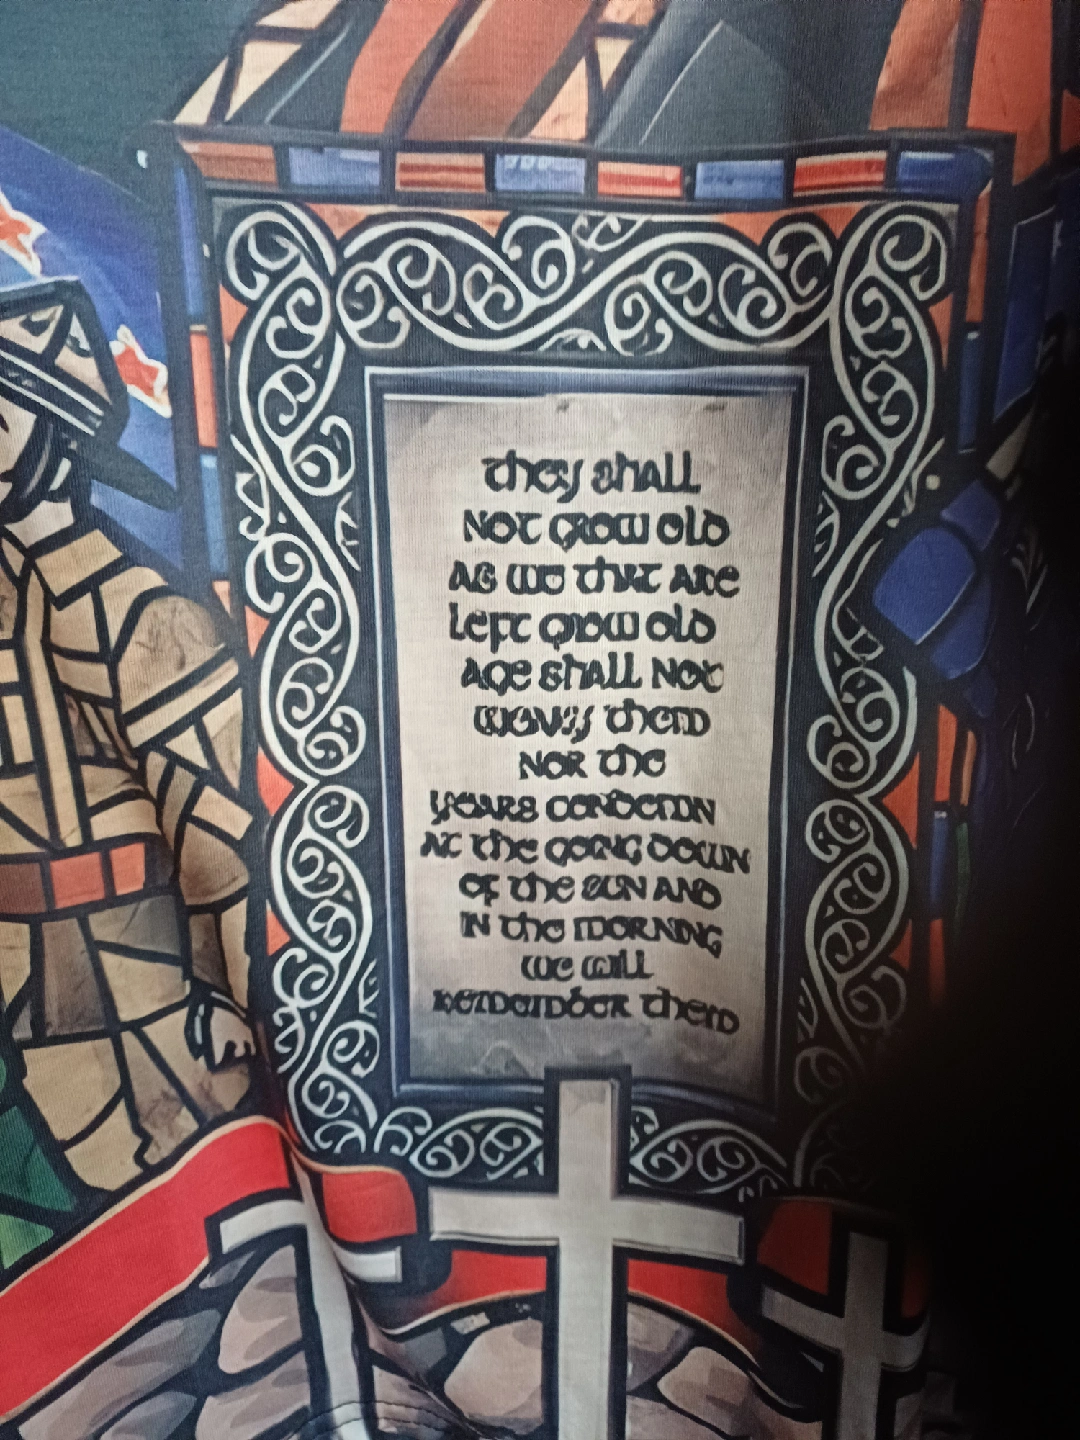 they shall
Not grow old
As we that are
left grow old
Age shall Not
them
Nor the
years condemn
At the going down
of the sun and
in the morning
we will
remember them